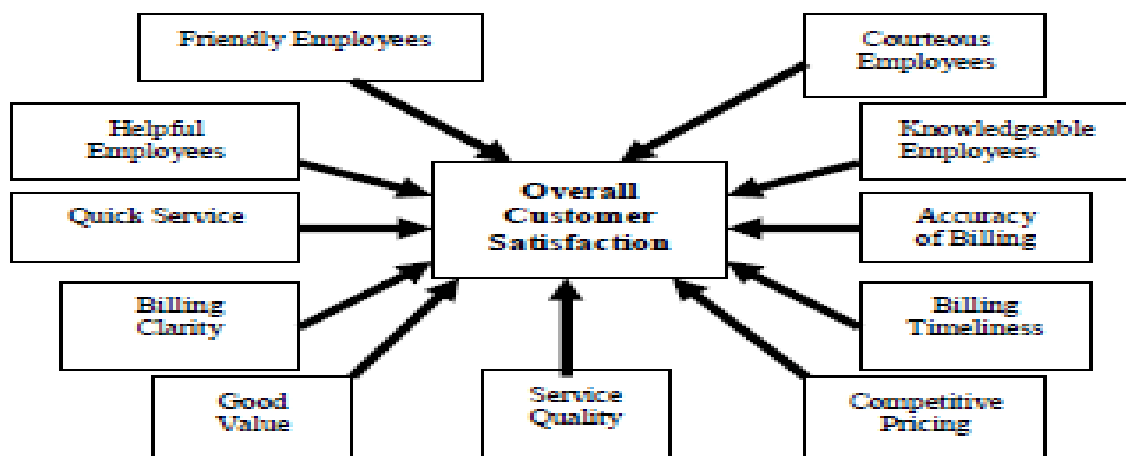 Friendly Employees
Courteous
Employees
Helpful
Employees
Knowledgeable
Employees
Overall
Customer
Satisfaction
Quick Service
Accuracy
of Billing
Billing
Clarity
Billing
Timeliness
Good
Value
Service
Quality
Competitive
Pricing